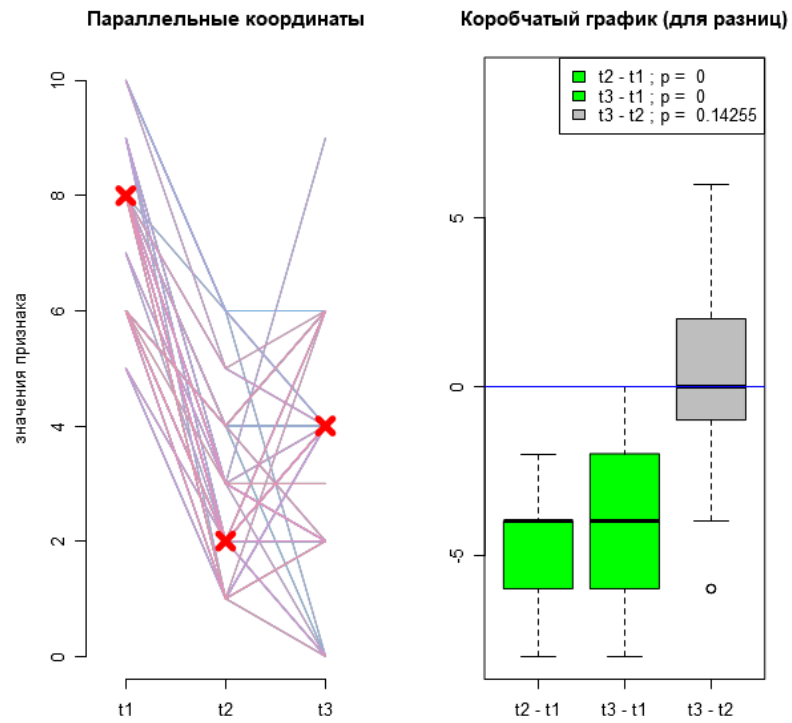 Параллельные координаты
значения признака
10
8
6
4
2
0
t1 t2 t3
Коробчатый график (для разниц)
t2 - t1 ; p = 0
t3 - t1 ; p = 0
t3 - t2 ; p = 0.14255
5
0
-5
t2 - t1 t3 - t1 t3 - t2